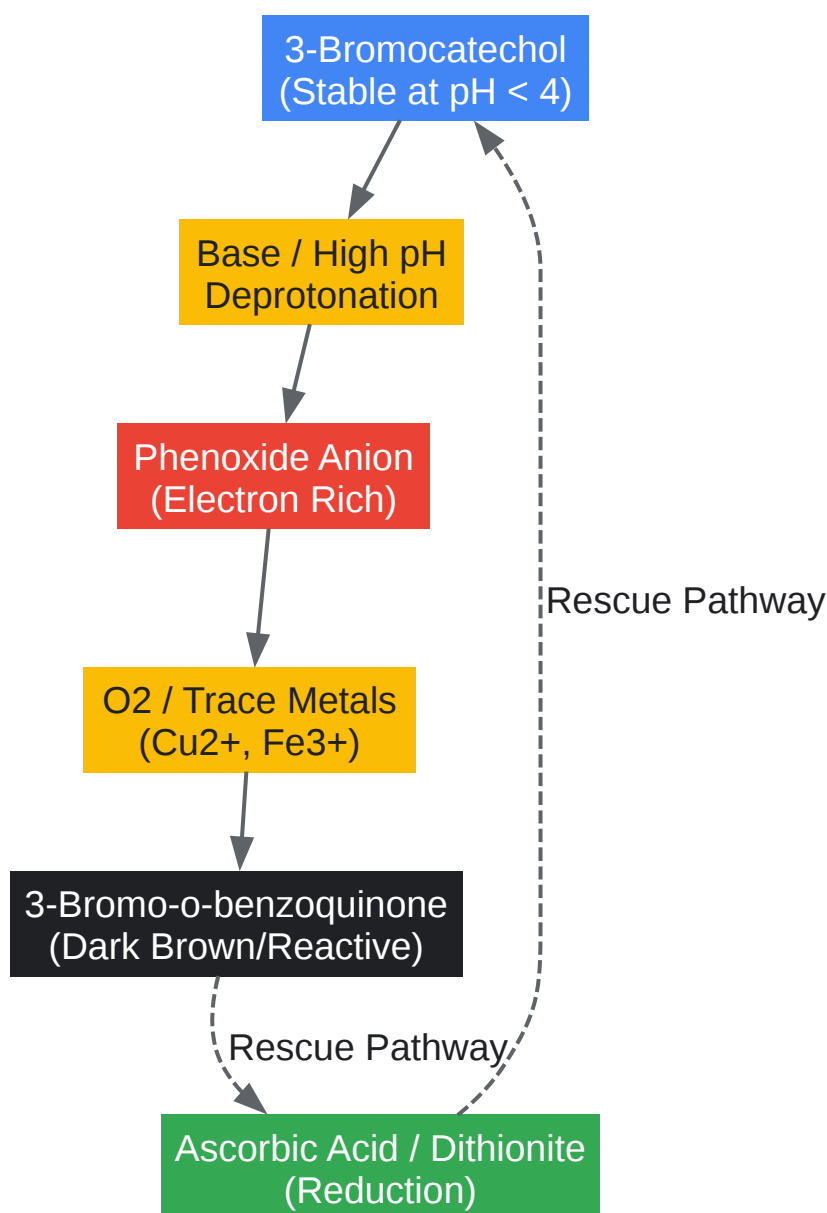 3-Bromocatechol
(Stable at pH < 4)
Base / High pH
Deprotonation
Phenoxide Anion
(Electron Rich)
Rescue Pathway
O2 / Trace Metals
(Cu2+, Fe3+)
3-Bromo-o-benzoquinone
(Dark Brown/Reactive)
Rescue Pathway
Ascorbic Acid / Dithionite
(Reduction)